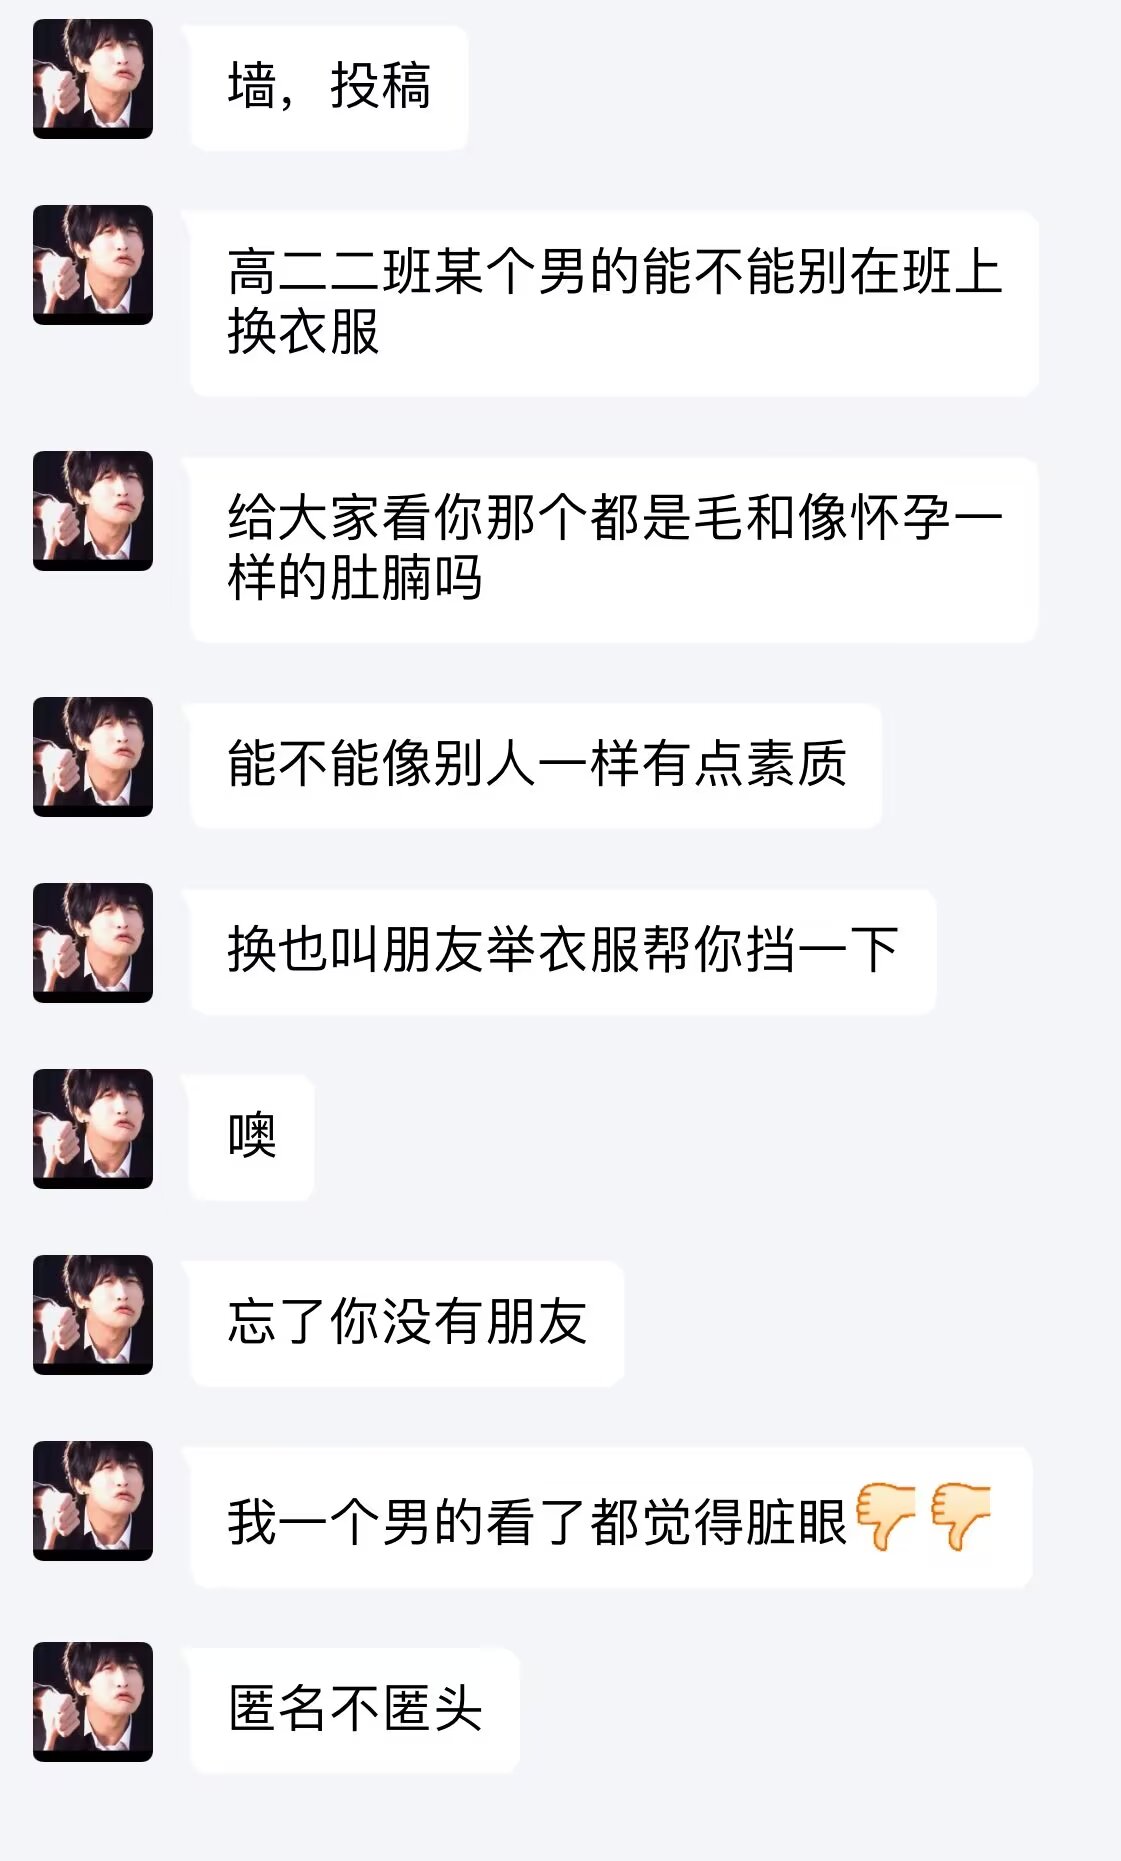 墙，投稿
高二二班某个男的能不能别在班上
换衣服
给大家看你那个都是毛和像怀孕一
样的肚腩吗
能不能像别人一样有点素质
换也叫朋友举衣服帮你挡一下
噢
忘了你没有朋友
我一个男的看了都觉得脏眼👎👎
匿名不匿头